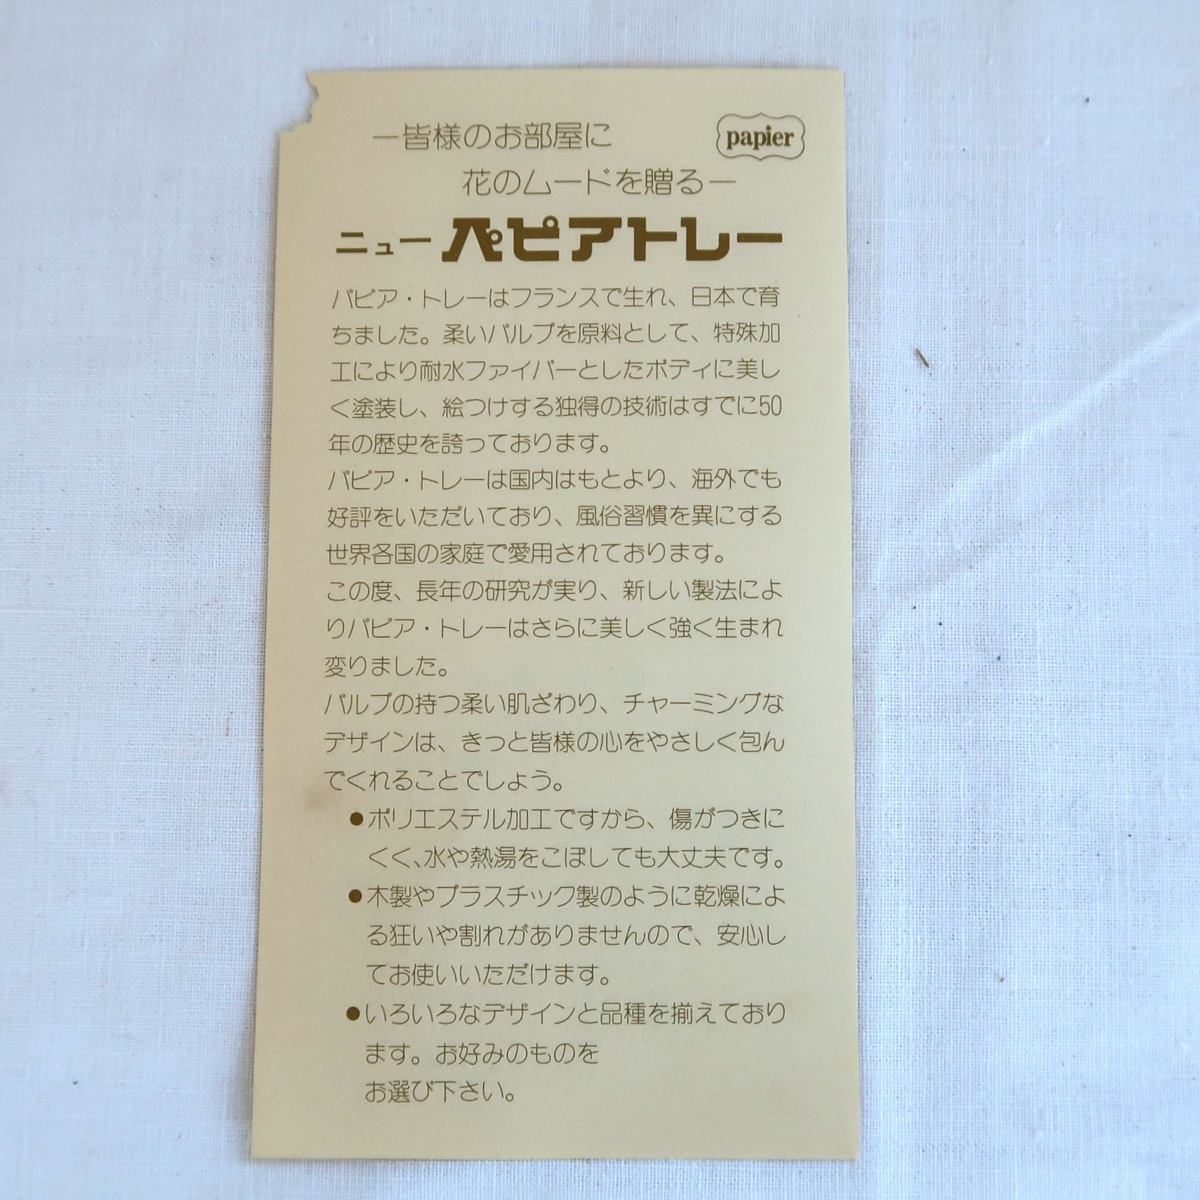 ―皆様のお部屋に
papier
花のムードを贈る―
ニューパピアトレー
パピア・トレーはフランスで生れ、日本で育
ちました。柔いパルプを原料として、特殊加
工により耐水ファイバーとしたボディに美し
く塗装し、絵つけする独得の技術はすでに50
年の歴史を誇っております。
パピア・トレーは国内はもとより、海外でも
好評をいただいており、風俗習慣を異にする
世界各国の家庭で愛用されております。
この度、長年の研究が実り、新しい製法によ
りパピア・トレーはさらに美しく強く生まれ
変りました。
パルプの持つ柔い肌ざわり、チャーミングな
デザインは、きっと皆様の心をやさしく包ん
でくれることでしょう。
●ポリエステル加工ですから、傷がつきに
くく、水や熱湯をこぼしても大丈夫です。
●木製やプラスチック製のように乾燥によ
る狂いや割れがありませんので、安心し
てお使いいただけます。
●いろいろなデザインと品種を揃えており
ます。お好みのものを
お選び下さい。